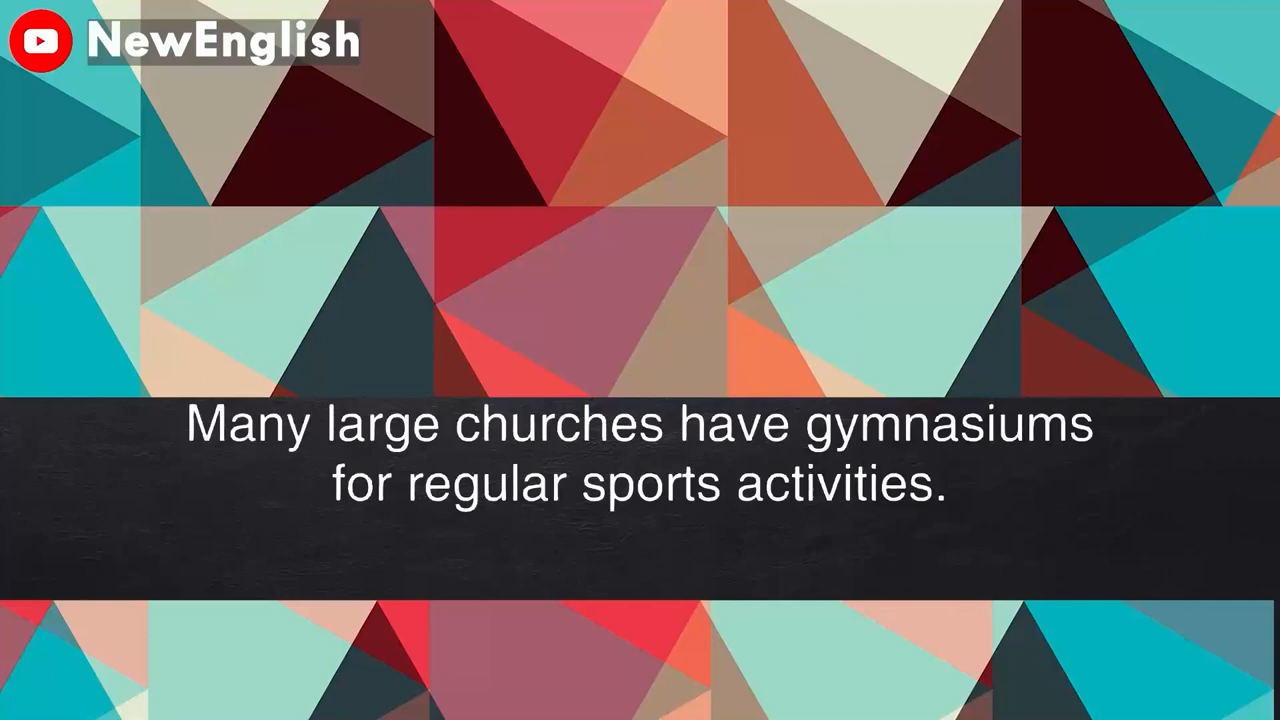 NewEnglish
Many large churches have gymnasiums
for regular sports activities.